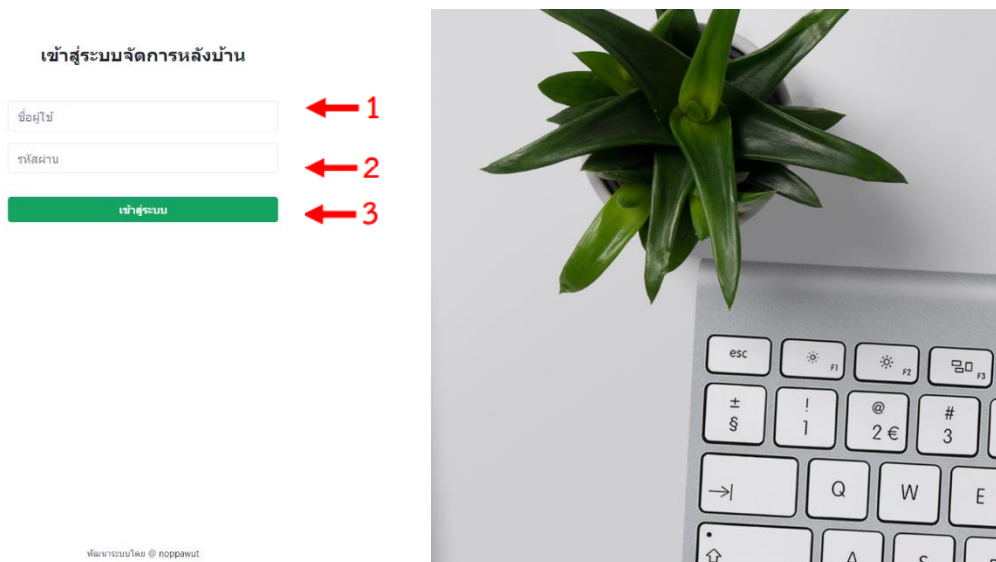 เข้าสู่ระบบจัดการหลังบ้าน
ชื่อผู้ใช้
1
รหัสผ่าน
2
เข้าสู่ระบบ
3
พัฒนาระบบโดย @ noppawut
esc
F1
F2
F3
± ! @ #
§ 1 2 € 3
Q W E
A S